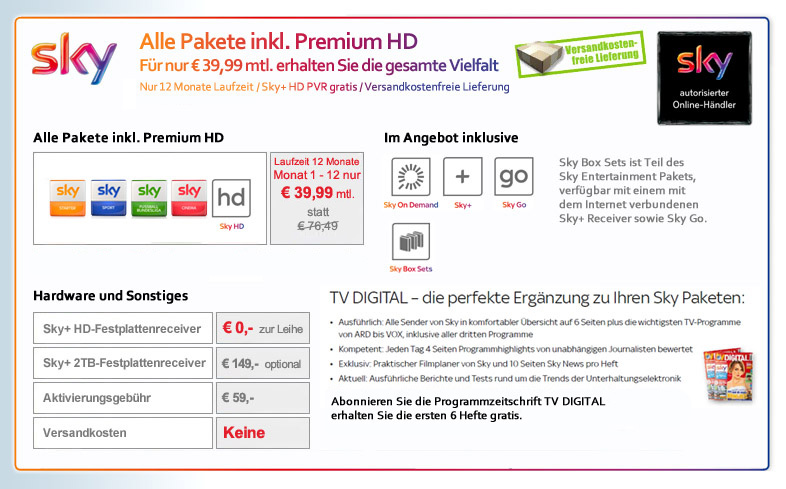 sky
Alle Pakete inkl. Premium HD
Für nur € 39,99 mtl. erhalten Sie die gesamte Vielfalt
Nur 12 Monate Laufzeit / Sky+ HD PVR gratis / Versandkostenfreie Lieferung
Versandkosten-
freie Lieferung
sky
autorisierter
Online-Händler
Alle Pakete inkl. Premium HD
sky
STARTER
sky
SPORT
sky
FUSSBALL
BUNDESLIGA
sky
CINEMA
hd
Sky HD
Laufzeit 12 Monate
Monat 1 - 12 nur
€ 39,99 mtl.
statt
€ 76,49
Im Angebot inklusive
Sky On Demand
+
Sky+
go
Sky Go
Sky Box Sets
Sky Box Sets ist Teil des
Sky Entertainment Pakets,
verfügbar mit einem mit
dem Internet verbundenen
Sky+ Receiver sowie Sky Go.
Hardware und Sonstiges
Sky+ HD-Festplattenreceiver
€ 0,- zur Leihe
Sky+ 2TB-Festplattenreceiver
€ 149,- optional
Aktivierungsgebühr
€ 59,-
Versandkosten
Keine
TV DIGITAL – die perfekte Ergänzung zu Ihren Sky Paketen:
• Ausführlich: Alle Sender von Sky in komfortabler Übersicht auf 6 Seiten plus die wichtigsten TV-Programme
von ARD bis VOX, inklusive aller dritten Programme
• Kompetent: Jeden Tag 4 Seiten Programmhighlights von unabhängigen Journalisten bewertet
• Exklusiv: Praktischer Filmplaner von Sky und 10 Seiten Sky News pro Heft
• Aktuell: Ausführliche Berichte und Tests rund um die Trends der Unterhaltungselektronik
TV DIGITAL
Abonnieren Sie die Programmzeitschrift TV DIGITAL
erhalten Sie die ersten 6 Hefte gratis.